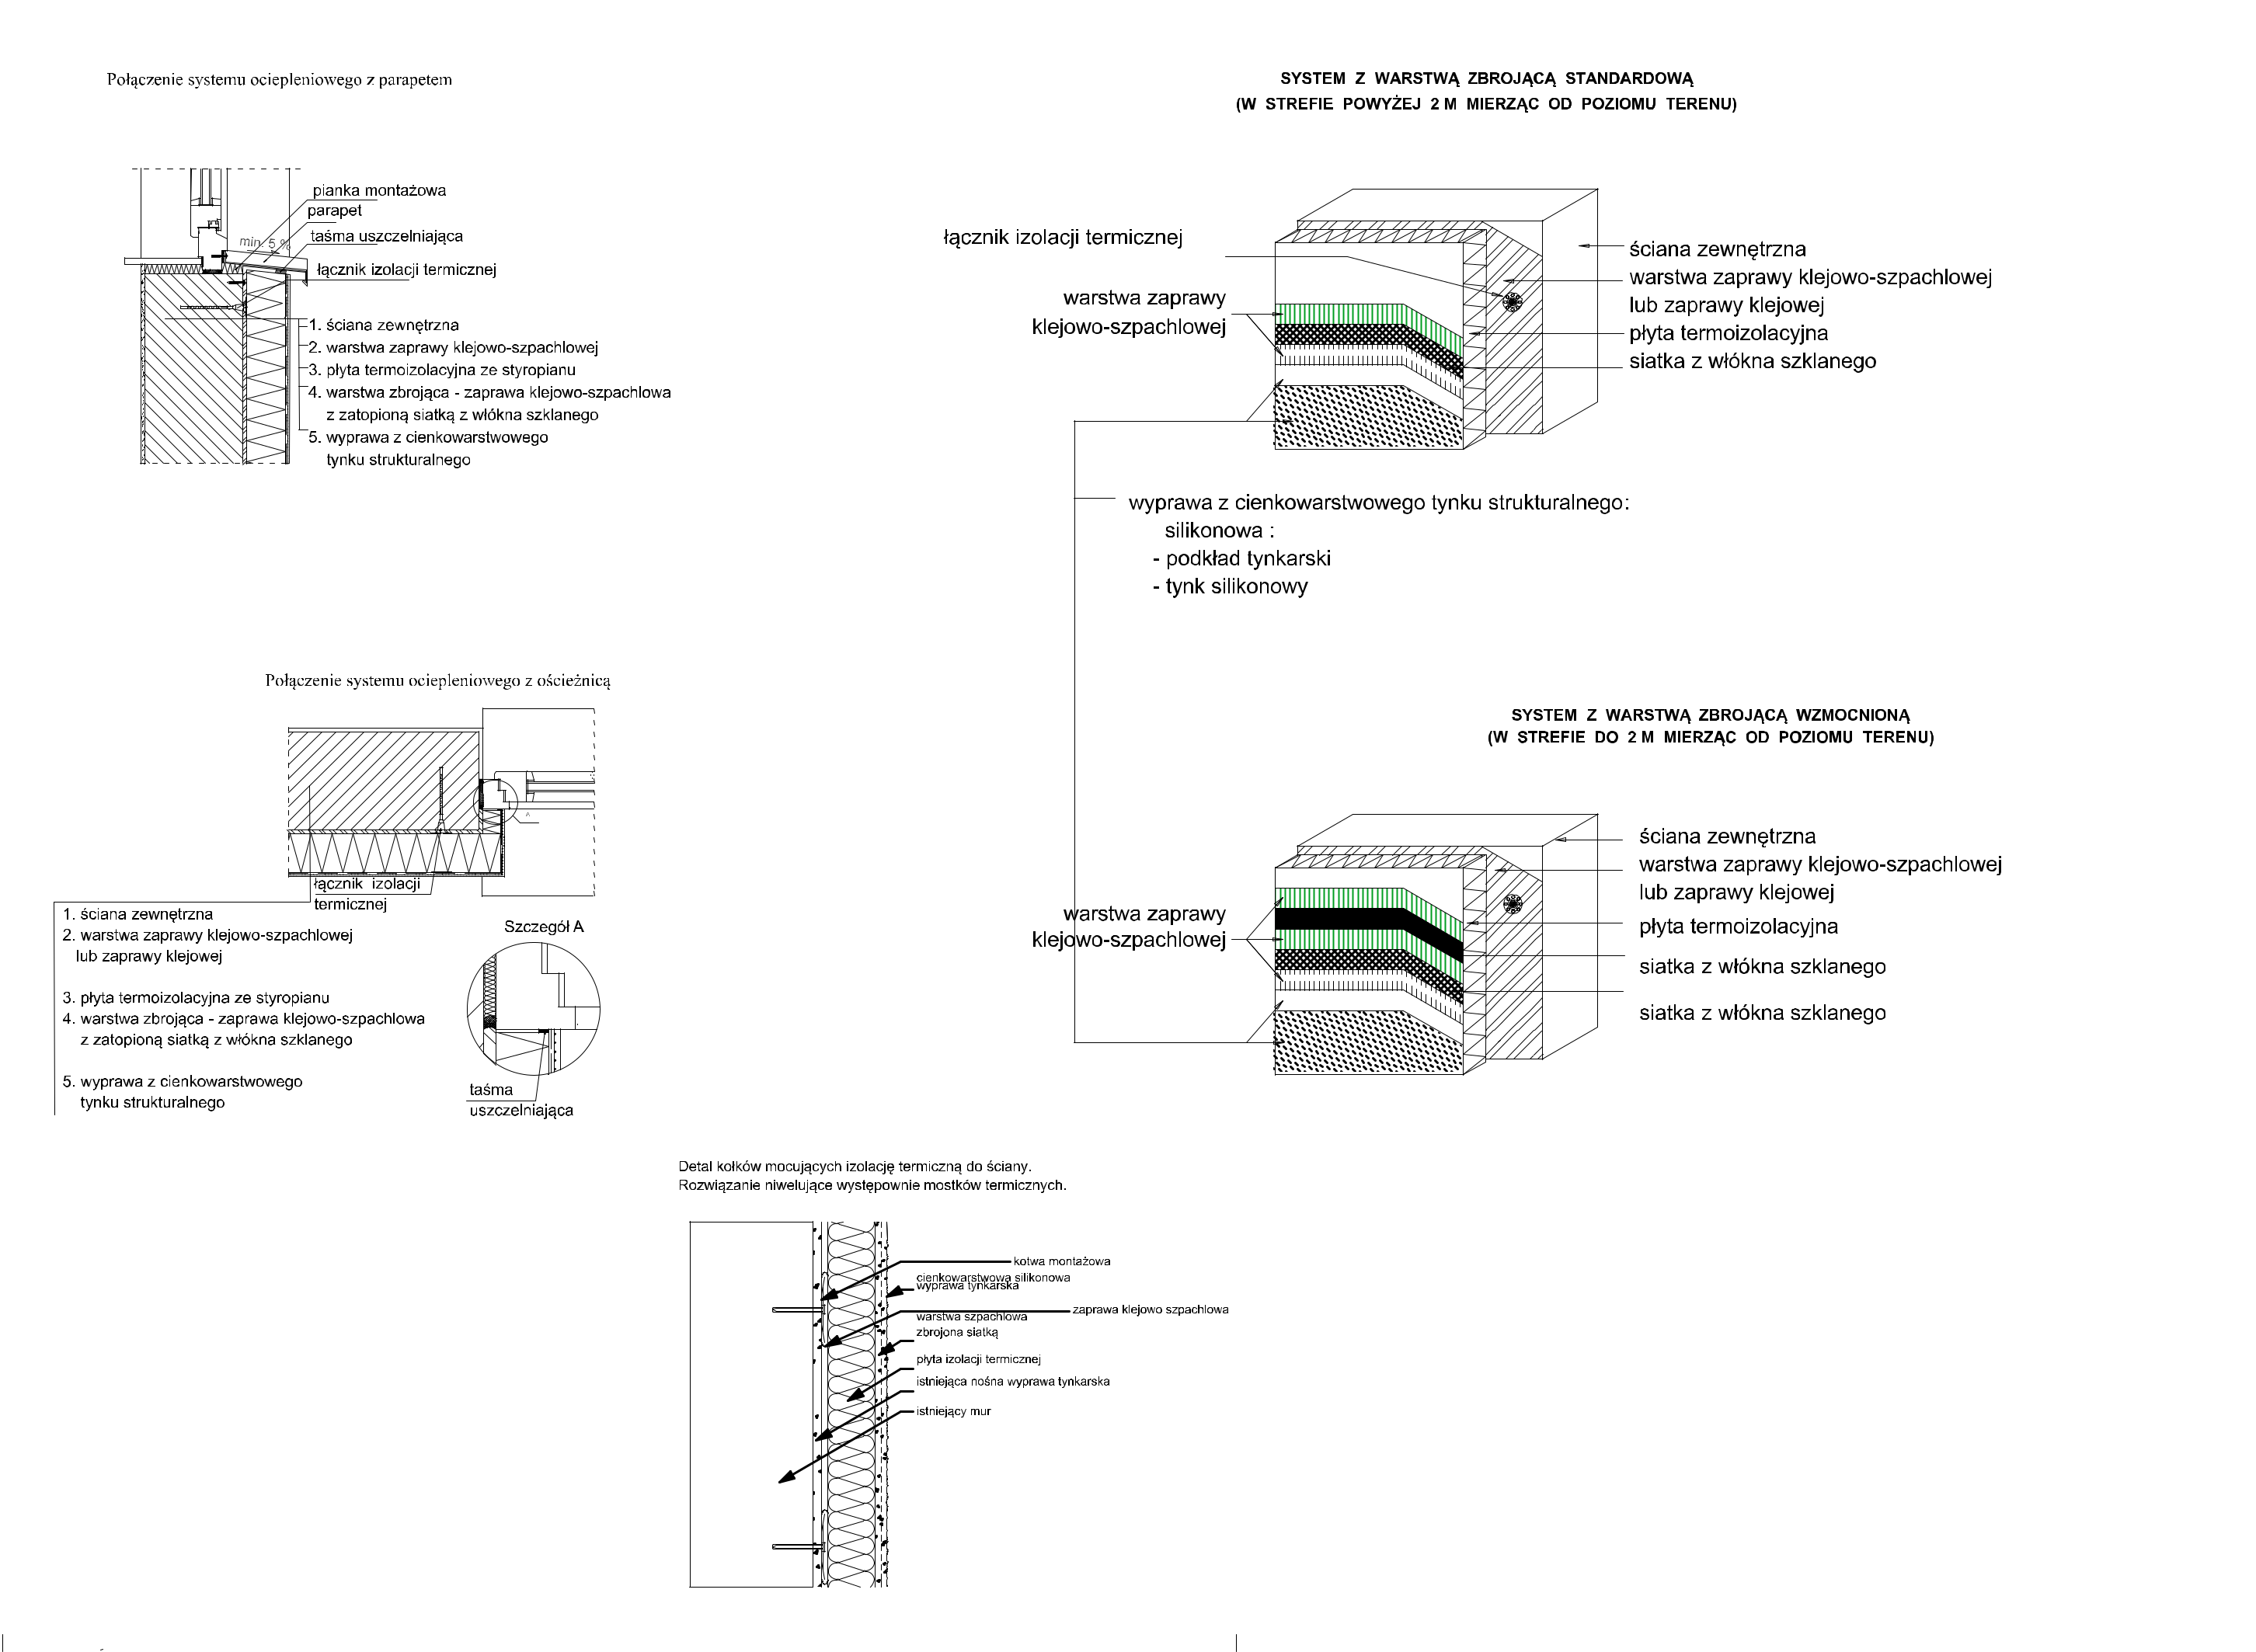 Połączenie systemu ociepleniowego z parapetem
pianka montażowa
parapet
min. 5 %
taśma uszczelniająca
łącznik izolacji termicznej
1. ściana zewnętrzna
2. warstwa zaprawy klejowo-szpachlowej
3. płyta termoizolacyjna ze styropianu
4. warstwa zbrojąca - zaprawa klejowo-szpachlowa
z zatopioną siatką z włókna szklanego
5. wyprawa z cienkowarstwowego
tynku strukturalnego
SYSTEM Z WARSTWĄ ZBROJĄCĄ STANDARDOWĄ
(W STREFIE POWYŻEJ 2 M MIERZĄC OD POZIOMU TERENU)
łącznik izolacji termicznej
warstwa zaprawy
klejowo-szpachlowej
ściana zewnętrzna
warstwa zaprawy klejowo-szpachlowej
lub zaprawy klejowej
płyta termoizolacyjna
siatka z włókna szklanego
wyprawa z cienkowarstwowego tynku strukturalnego:
silikonowa :
- podkład tynkarski
- tynk silikonowy
Połączenie systemu ociepleniowego z ościeżnicą
A
łącznik izolacji
termicznej
1. ściana zewnętrzna
2. warstwa zaprawy klejowo-szpachlowej
lub zaprawy klejowej
3. płyta termoizolacyjna ze styropianu
4. warstwa zbrojąca - zaprawa klejowo-szpachlowa
z zatopioną siatką z włókna szklanego
5. wyprawa z cienkowarstwowego
tynku strukturalnego
Szczegół A
taśma
uszczelniająca
SYSTEM Z WARSTWĄ ZBROJĄCĄ WZMOCNIONĄ
(W STREFIE DO 2 M MIERZĄC OD POZIOMU TERENU)
warstwa zaprawy
klejowo-szpachlowej
ściana zewnętrzna
warstwa zaprawy klejowo-szpachlowej
lub zaprawy klejowej
płyta termoizolacyjna
siatka z włókna szklanego
siatka z włókna szklanego
Detal kołków mocujących izolację termiczną do ściany.
Rozwiązanie niwelujące występownie mostków termicznych.
kotwa montażowa
cienkowarstwowa silikonowa
wyprawa tynkarska
zaprawa klejowo szpachlowa
warstwa szpachlowa
zbrojona siatką
płyta izolacji termicznej
istniejąca nośna wyprawa tynkarska
istniejący mur